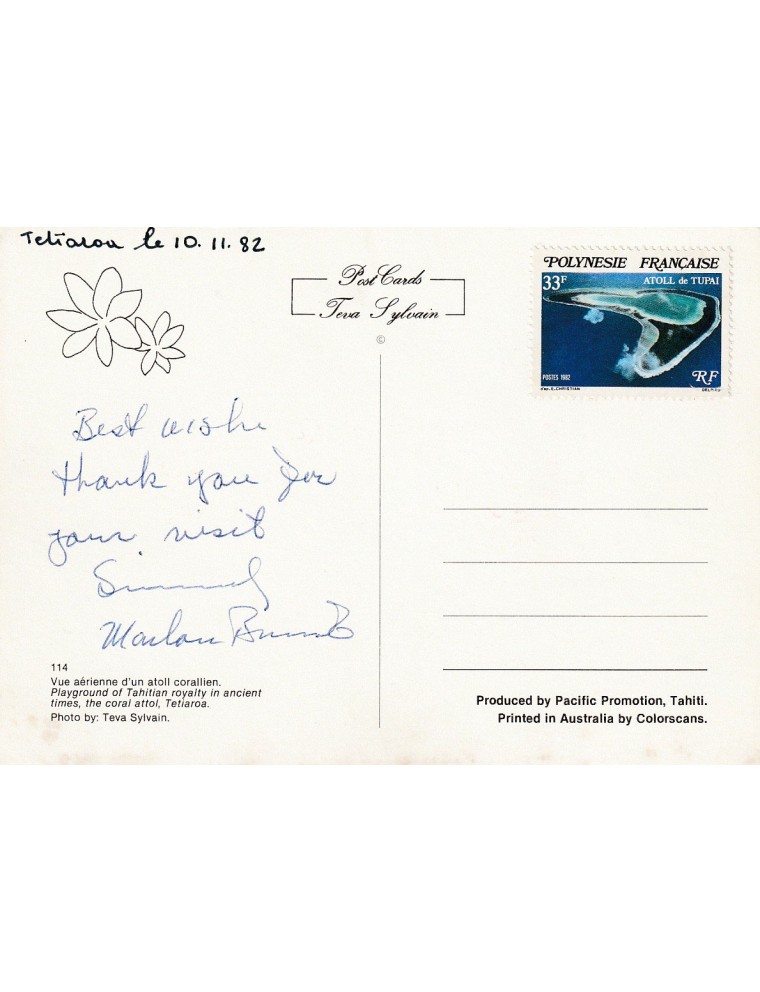 Tetiaroa le 10.11.82
Post Cards
Teva Sylvain
©
POLYNESIE FRANÇAISE
33F
ATOLL de TUPAI
POSTES 1982
RF
Best wishe
thank you for
your visit
Marlon Brando
114
Vue aérienne d'un atoll corallien.
Playground of Tahitian royalty in ancient
times, the coral attol, Tetiaroa.
Photo by: Teva Sylvain.
Produced by Pacific Promotion, Tahiti.
Printed in Australia by Colorscans.